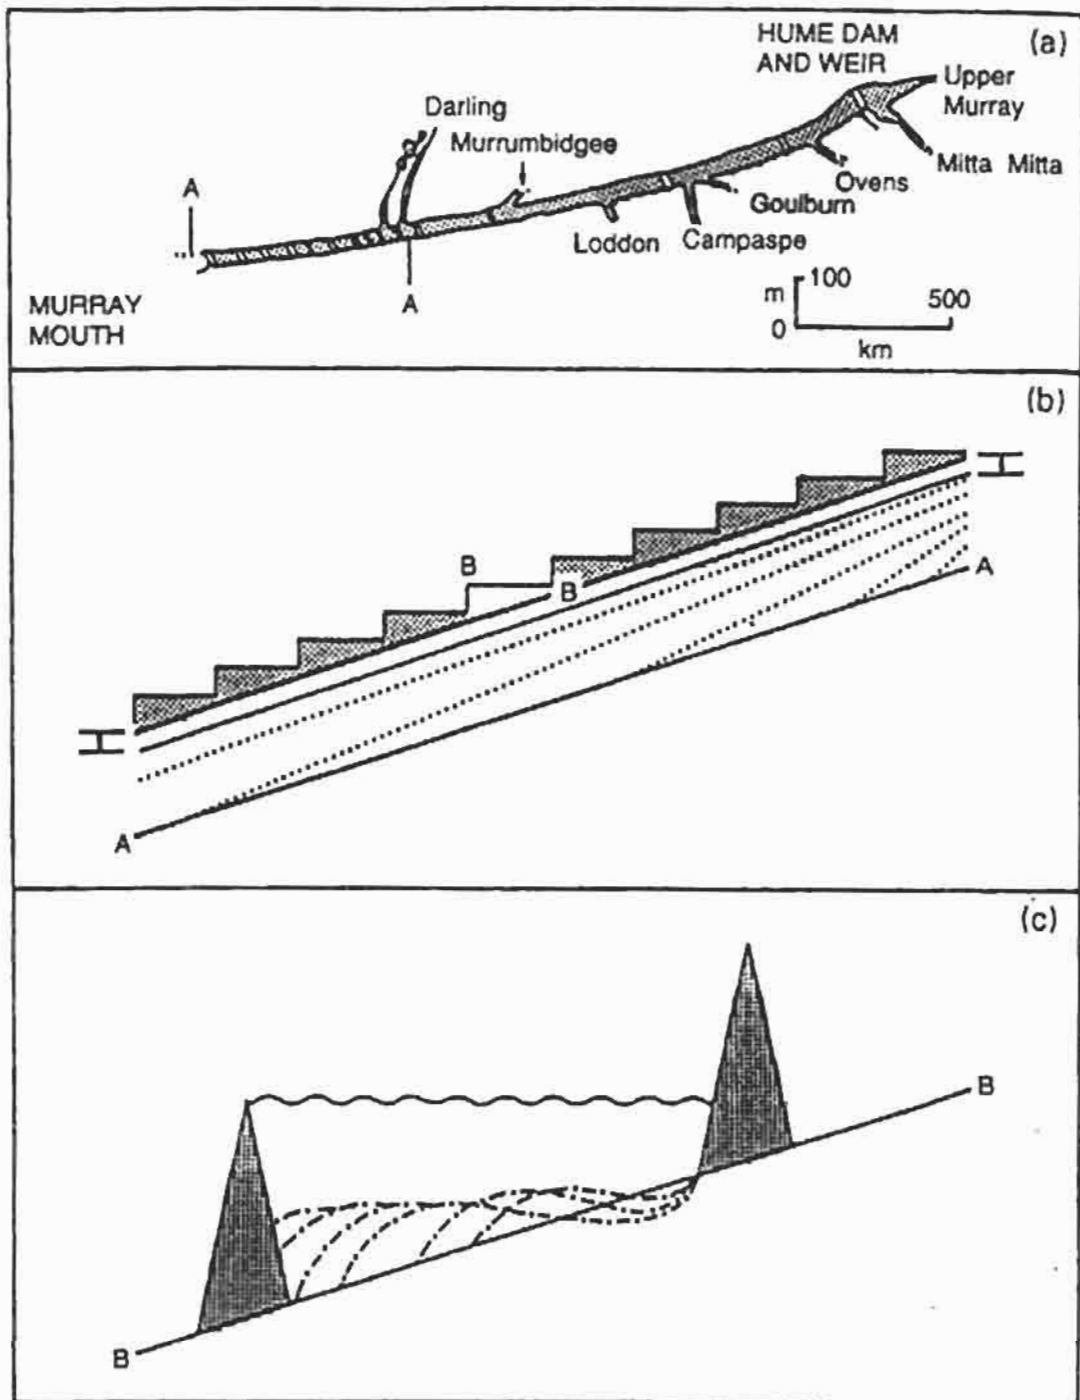 HUME DAM
AND WEIR
(a)
Upper
Murray
Darling
Murrumbidgee
Mitta Mitta
A
Ovens
Goulburn
Loddon
Campaspe
MURRAY
MOUTH
A
m
100
0
500
km
(b)
B
B
A
A
(c)
B
B